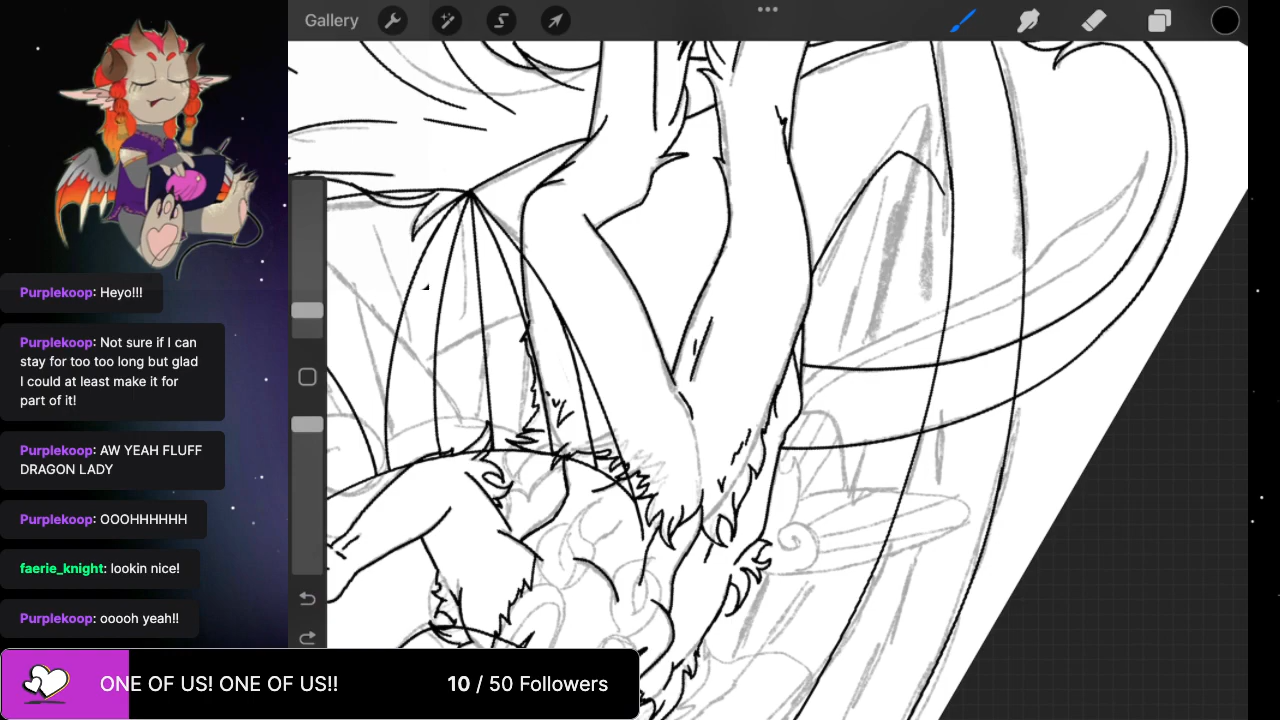 Gallery
Purplekoop: Heyo!!!
Purplekoop: Not sure if I can
stay for too too long but glad
I could at least make it for
part of it!
Purplekoop: AW YEAH FLUFF
DRAGON LADY
Purplekoop: OOOHHHHHH
faerie_knight: lookin nice!
Purplekoop: ooooh yeah!!
ONE OF US! ONE OF US!! 10 / 50 Followers